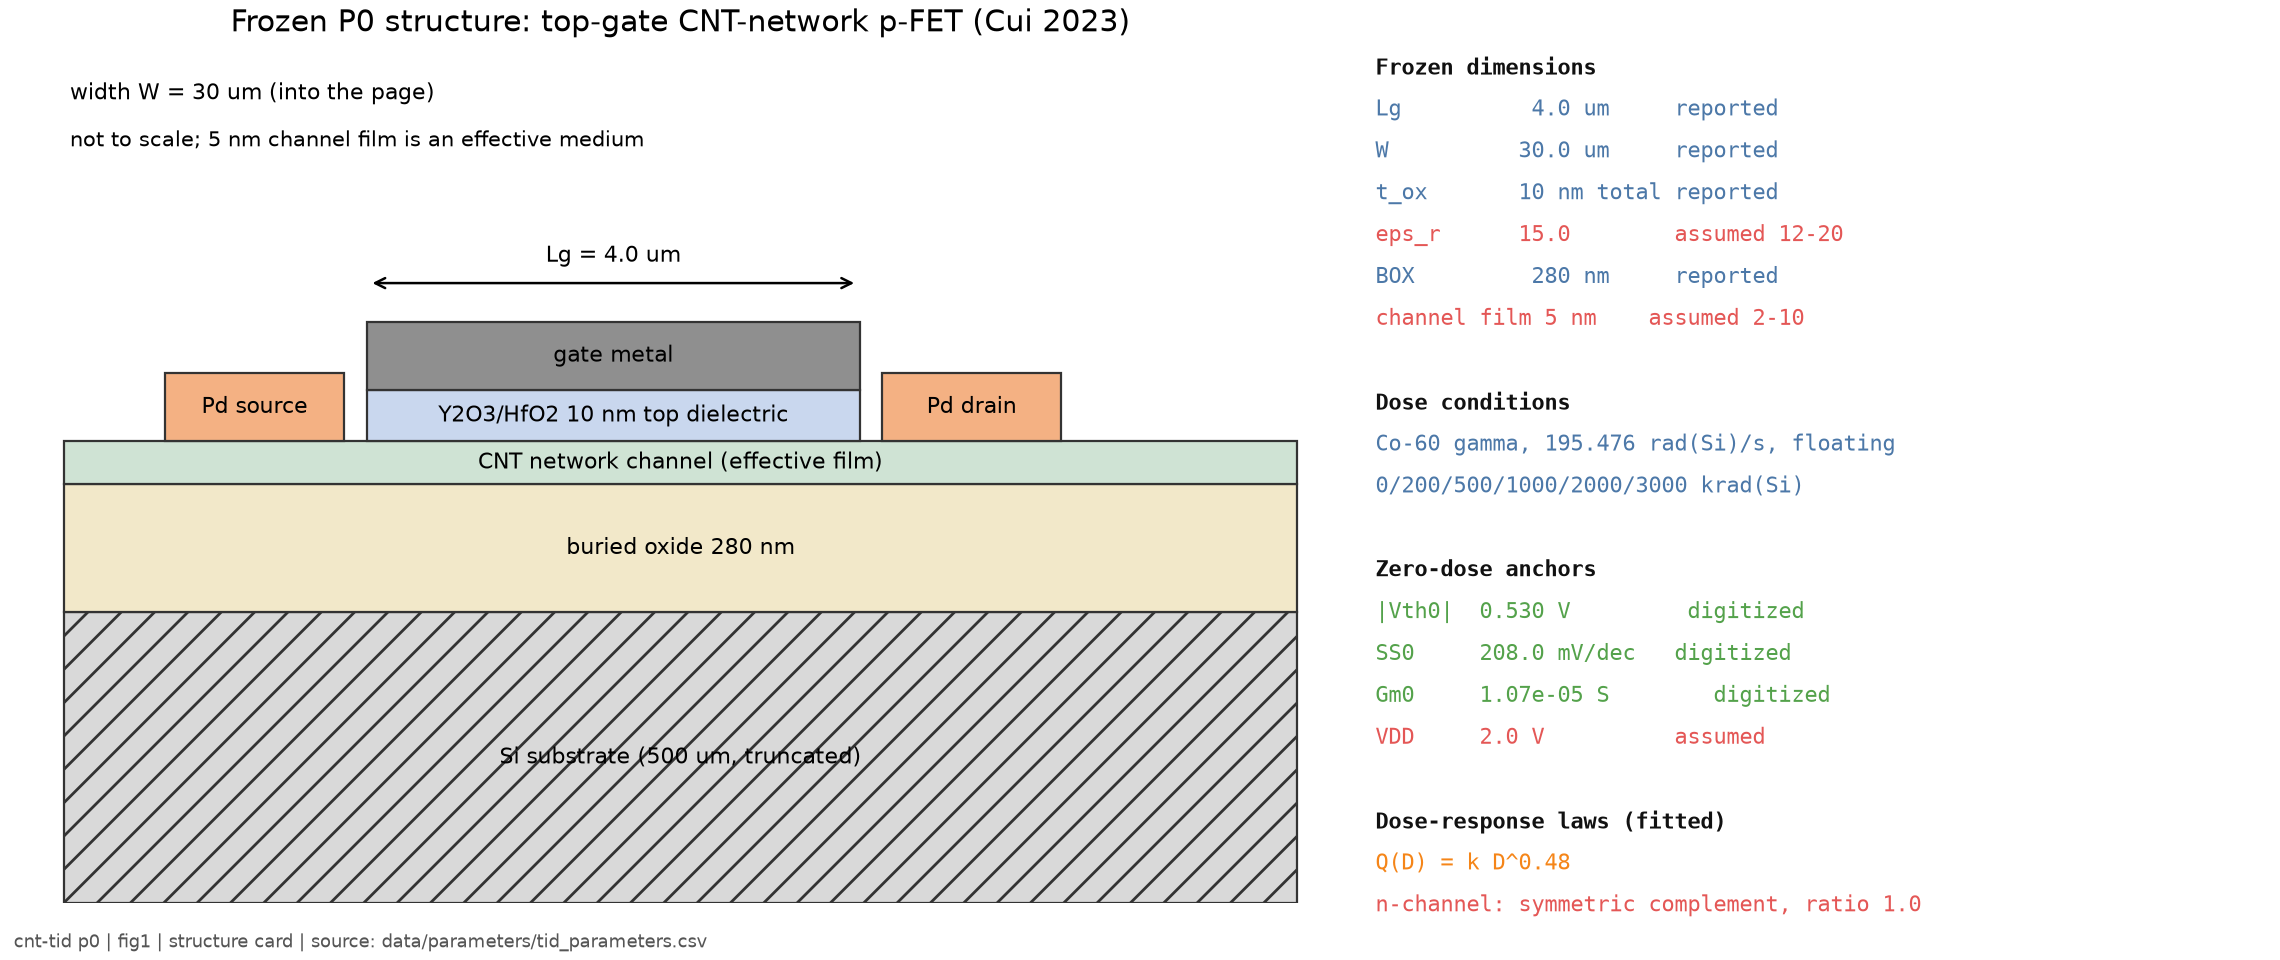 Frozen P0 structure: top-gate CNT-network p-FET (Cui 2023)
width W = 30 um (into the page)
not to scale; 5 nm channel film is an effective medium
Lg = 4.0 um
gate metal
Pd source
Y2O3/HfO2 10 nm top dielectric
Pd drain
CNT network channel (effective film)
buried oxide 280 nm
Si substrate (500 um, truncated)
Frozen dimensions
Lg 4.0 um reported
W 30.0 um reported
t_ox 10 nm total reported
eps_r 15.0 assumed 12-20
BOX 280 nm reported
channel film 5 nm assumed 2-10
Dose conditions
Co-60 gamma, 195.476 rad(Si)/s, floating
0/200/500/1000/2000/3000 krad(Si)
Zero-dose anchors
|Vth0| 0.530 V digitized
SS0 208.0 mV/dec digitized
Gm0 1.07e-05 S digitized
VDD 2.0 V assumed
Dose-response laws (fitted)
Q(D) = k D^0.48
n-channel: symmetric complement, ratio 1.0
cnt-tid p0 | fig1 | structure card | source: data/parameters/tid_parameters.csv